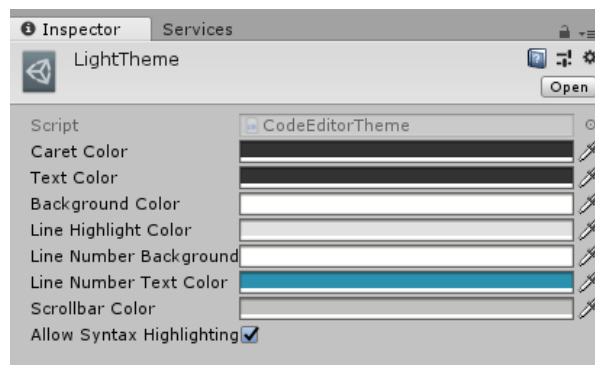 Inspector Services
LightTheme
Open
Script CodeEditorTheme
Caret Color
Text Color
Background Color
Line Highlight Color
Line Number Background
Line Number Text Color
Scrollbar Color
Allow Syntax Highlighting